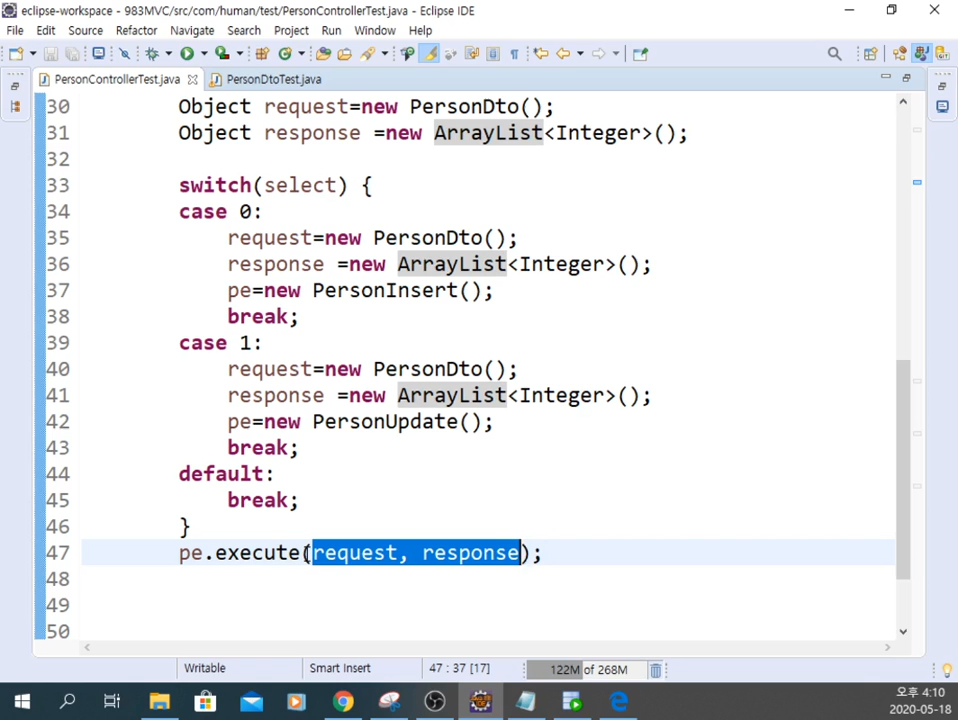 eclipse-workspace - 983MVC/src/com/human/test/PersonControllerTest.java - Eclipse IDE
File Edit Source Refactor Navigate Search Project Run Window Help
PersonControllerTest.java PersonDtoTest.java
30 Object request=new PersonDto();
31 Object response =new ArrayList<Integer>();
32
33 switch(select) {
34 case 0:
35 request=new PersonDto();
36 response =new ArrayList<Integer>();
37 pe=new PersonInsert();
38 break;
39 case 1:
40 request=new PersonDto();
41 response =new ArrayList<Integer>();
42 pe=new PersonUpdate();
43 break;
44 default:
45 break;
46 }
47 pe.execute(request, response);
48
49
50
Writable Smart Insert 47 : 37 [17] 122M of 268M
오후 4:10
2020-05-18